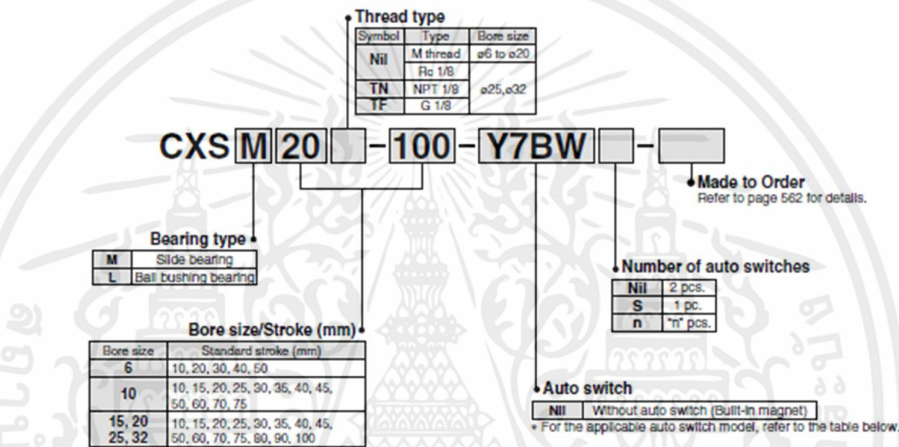 Thread type
Symbol Type Bore size
Nil M thread ø6 to ø20
Rc 1/8 ø25,ø32
TN NPT 1/8
TF G 1/8
CXS M 20 - 100 - Y7BW -
Made to Order
Refer to page 562 for details.
Bearing type
M Slide bearing
L Ball bushing bearing
Number of auto switches
Nil 2 pcs.
S 1 pc.
n "n" pcs.
Bore size/Stroke (mm)
Bore size Standard stroke (mm)
6 10, 20, 30, 40, 50
10 10, 15, 20, 25, 30, 35, 40, 45,
50, 60, 70, 75
15, 20 10, 15, 20, 25, 30, 35, 40, 45,
25, 32 50, 60, 70, 75, 80, 90, 100
Auto switch
Nil Without auto switch (Built-in magnet)
* For the applicable auto switch model, refer to the table below.